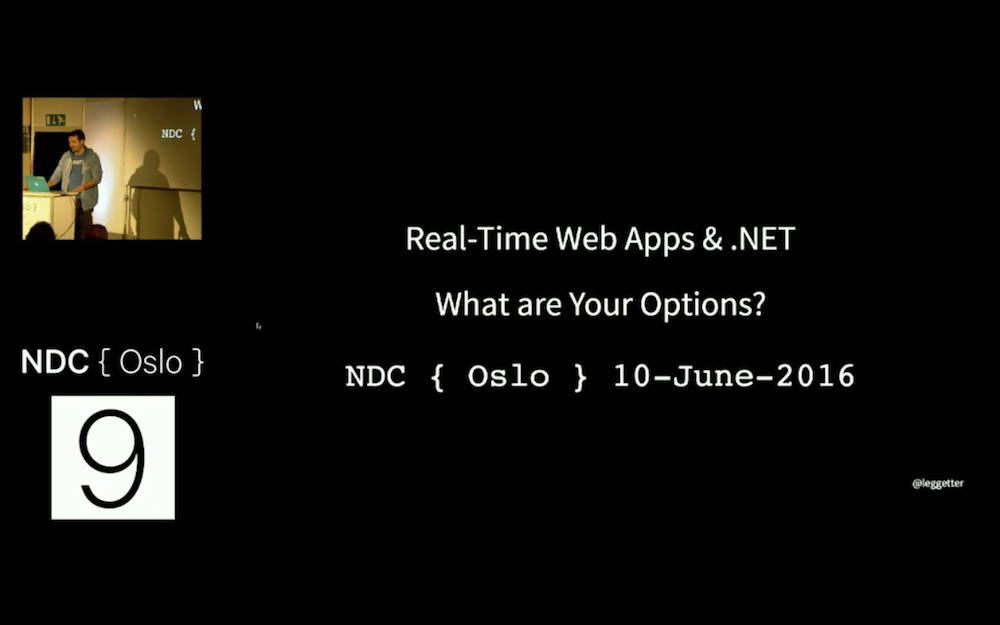 W
NDC {
Real-Time Web Apps & .NET
What are Your Options?
NDC { Oslo } 10-June-2016
NDC { Oslo }
9
@leggetter